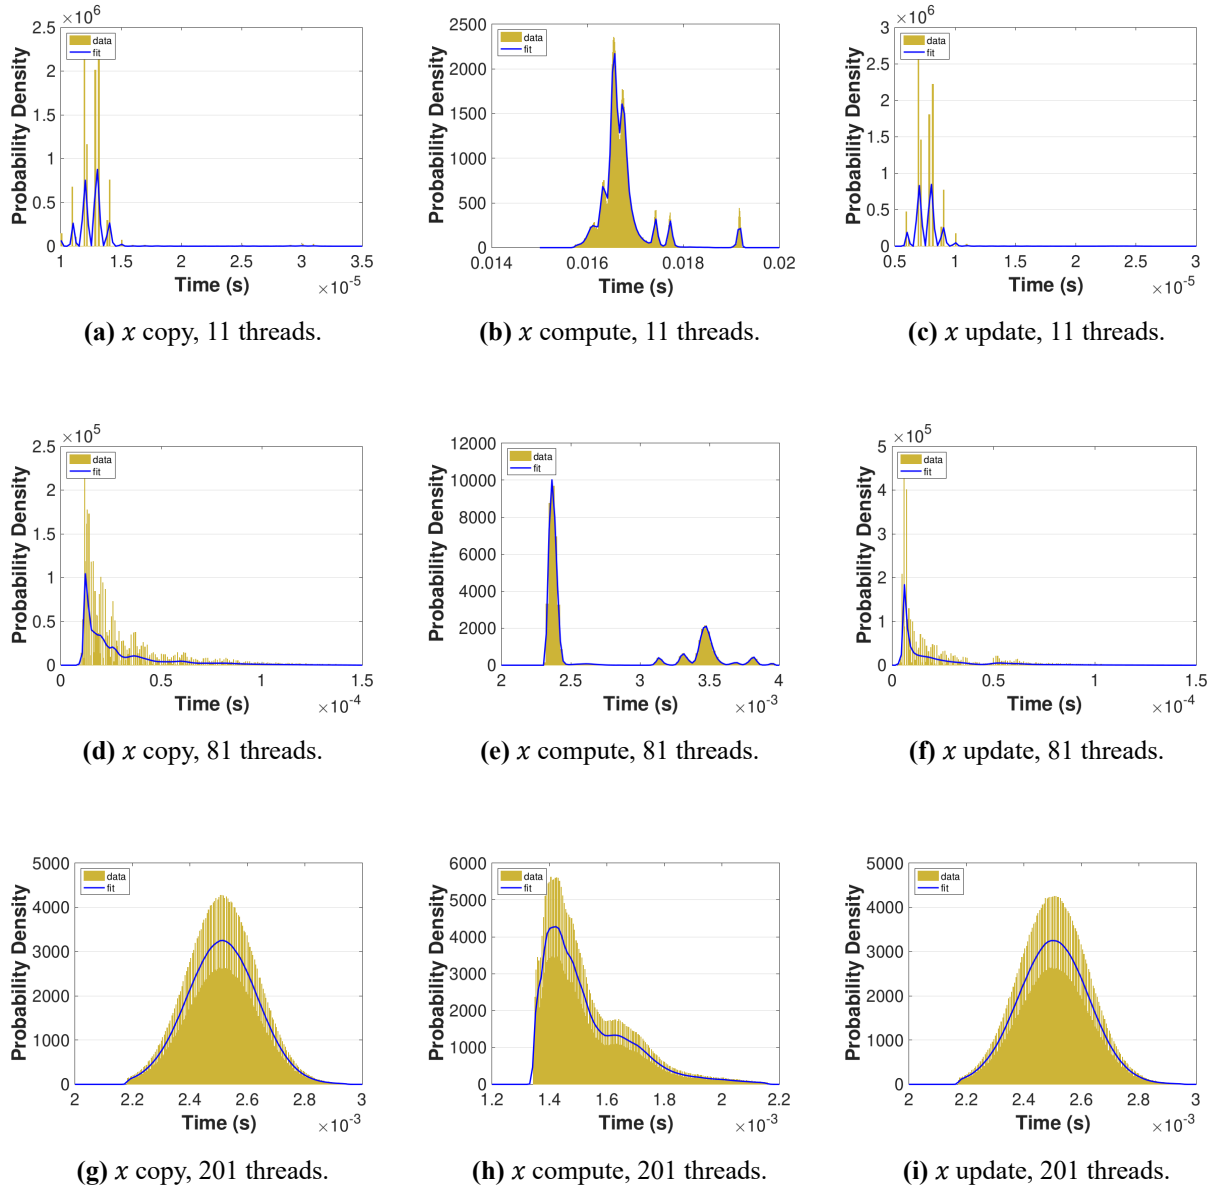 ×10^6
2.5
2
1.5
1
0.5
0
Probability Density
data
fit
1
1.5
2
2.5
3
3.5
Time (s)
×10^-5
(a) x copy, 11 threads.
2500
2000
1500
1000
500
0
Probability Density
data
fit
0.014
0.016
0.018
0.02
Time (s)
(b) x compute, 11 threads.
×10^6
3
2.5
2
1.5
1
0.5
0
Probability Density
data
fit
0.5
1
1.5
2
2.5
3
Time (s)
×10^-5
(c) x update, 11 threads.
×10^5
2.5
2
1.5
1
0.5
0
Probability Density
data
fit
0
0.5
1
1.5
Time (s)
×10^-4
(d) x copy, 81 threads.
12000
10000
8000
6000
4000
2000
0
Probability Density
data
fit
2
2.5
3
3.5
4
Time (s)
×10^-3
(e) x compute, 81 threads.
×10^5
5
4
3
2
1
0
Probability Density
data
fit
0
0.5
1
1.5
Time (s)
×10^-4
(f) x update, 81 threads.
5000
4000
3000
2000
1000
0
Probability Density
data
fit
2
2.2
2.4
2.6
2.8
3
Time (s)
×10^-3
(g) x copy, 201 threads.
6000
5000
4000
3000
2000
1000
0
Probability Density
data
fit
1.2
1.4
1.6
1.8
2
2.2
Time (s)
×10^-3
(h) x compute, 201 threads.
5000
4000
3000
2000
1000
0
Probability Density
data
fit
2
2.2
2.4
2.6
2.8
3
Time (s)
×10^-3
(i) x update, 201 threads.